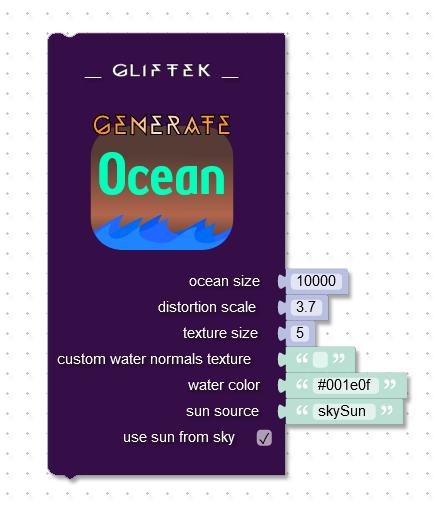 __ GLIFTEK __
GENERATE
Ocean
ocean size 10000
distortion scale 3.7
texture size 5
custom water normals texture “ ”
water color “ #001e0f ”
sun source “ skySun ”
use sun from sky ✓